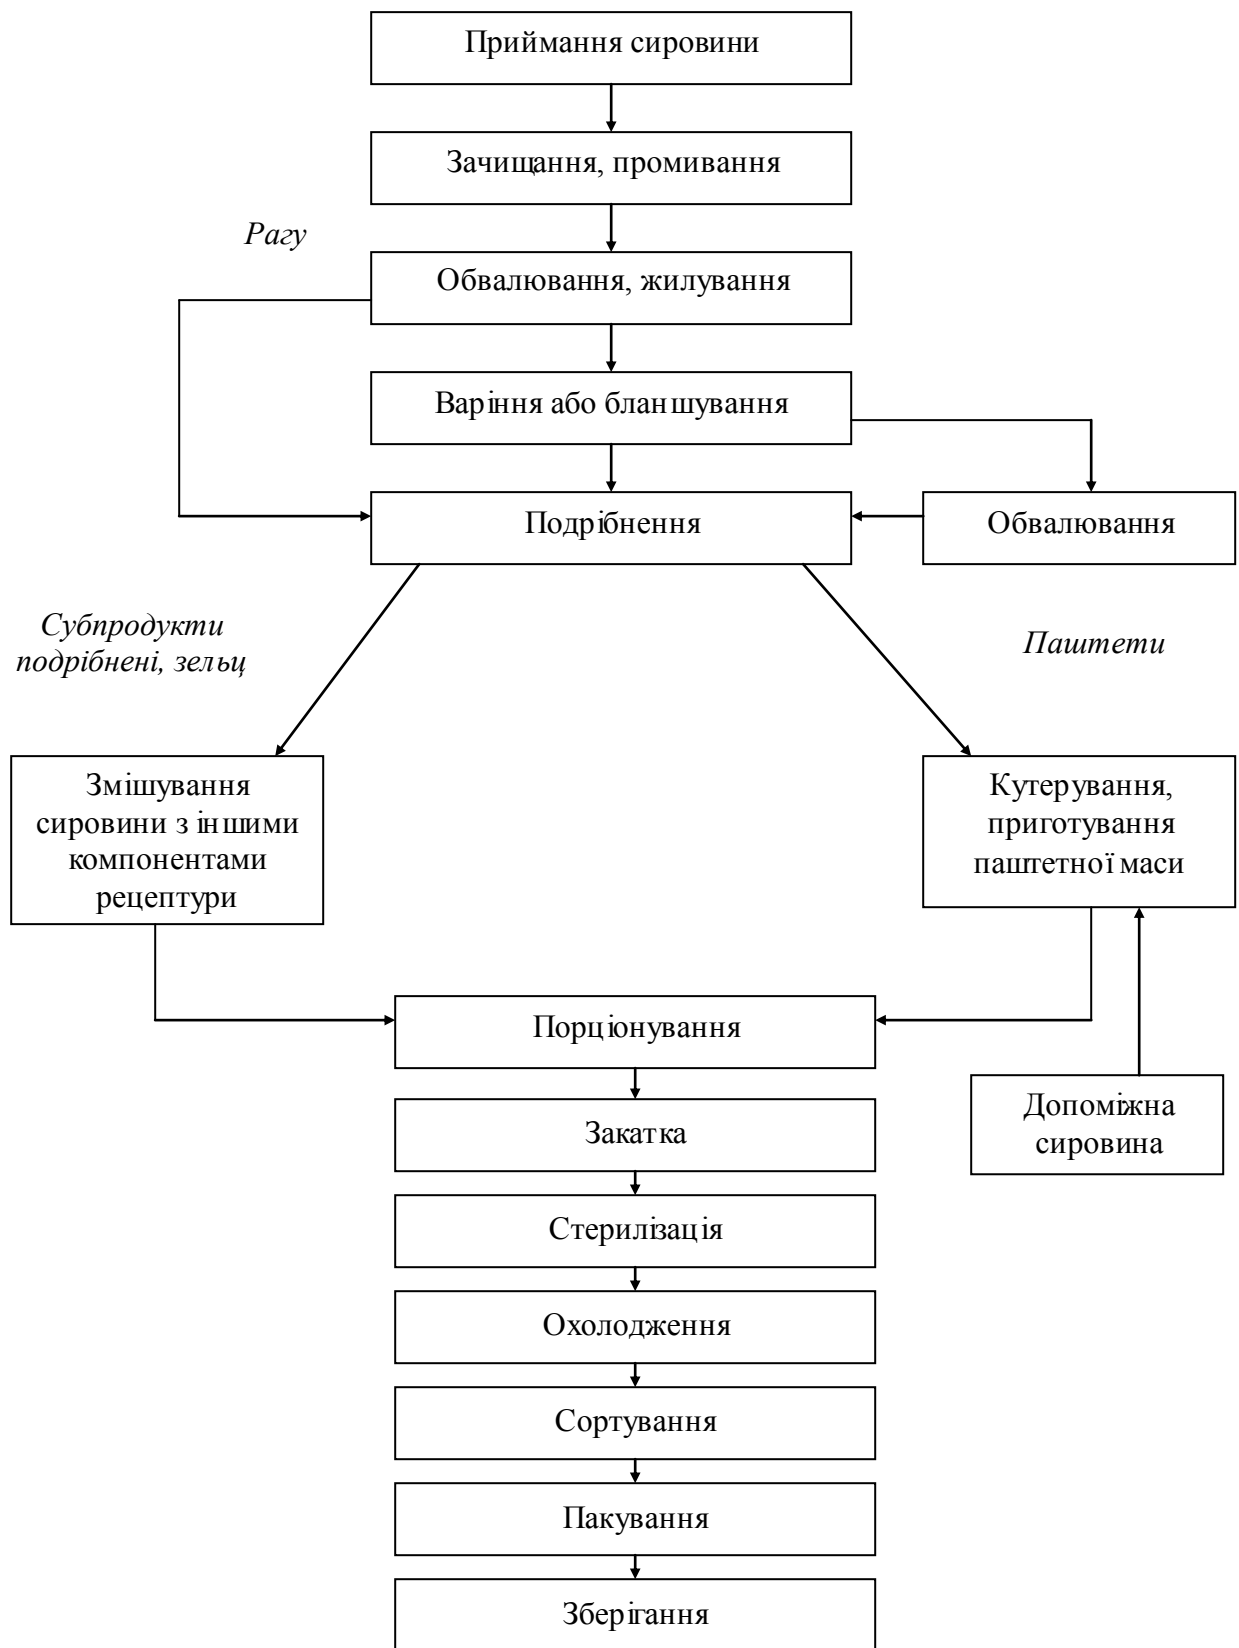 Приймання сировини
Зачищання, промивання
Рагу
Обвалювання, жилування
Варіння або бланшування
Подрібнення
Обвалювання
Субпродукти
подрібнені, зельц
Паштети
Змішування
сировини з іншими
компонентами
рецептури
Кутерування,
приготування
паштетної маси
Порціонування
Допоміжна
сировина
Закатка
Стерилізація
Охолодження
Сортування
Пакування
Зберігання